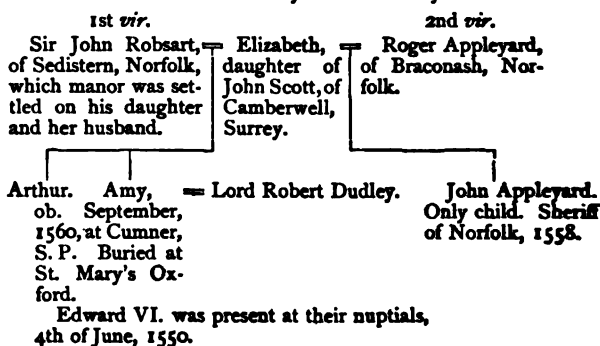 1st vir.
2nd vir.
Sir John Robsart,
of Sedistern, Norfolk,
which manor was set-
tled on his daughter
and her husband.
=
Elizabeth,
daughter of
John Scott, of
Camberwell,
Surrey.
=
Roger Appleyard,
of Braconash, Nor-
folk.
Arthur.
Amy,
ob. September,
1560, at Cumner,
S. P. Buried at
St. Mary's Ox-
ford.
= Lord Robert Dudley.
John Appleyard.
Only child. Sheriff
of Norfolk, 1558.
Edward VI. was present at their nuptials,
4th of June, 1550.